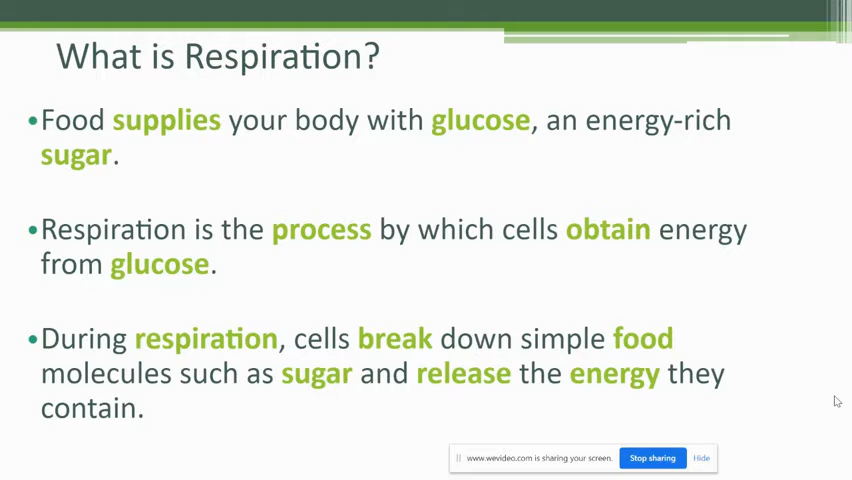 What is Respiration?
•Food supplies your body with glucose, an energy-rich
sugar.
•Respiration is the process by which cells obtain energy
from glucose.
•During respiration, cells break down simple food
molecules such as sugar and release the energy they
contain.
www.wevideo.com is sharing your screen. Stop sharing Hide